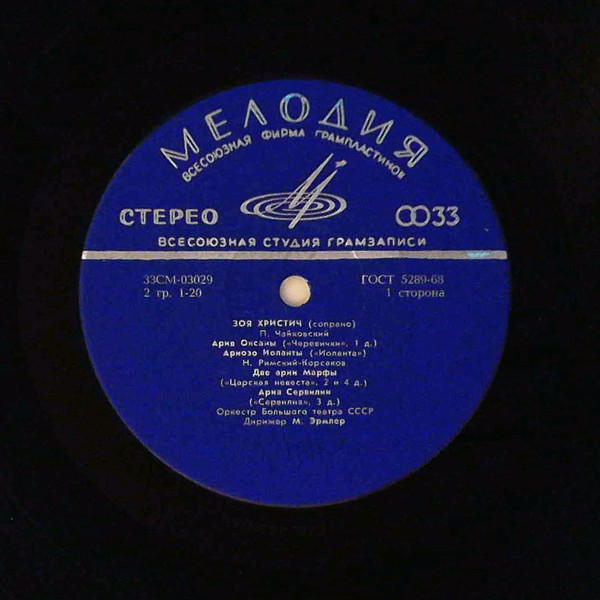 МЕЛОДИЯ
ВСЕСОЮЗНАЯ ФИРМА ГРАМПЛАСТИНОК
СТЕРЕО 33
ВСЕСОЮЗНАЯ СТУДИЯ ГРАМЗАПИСИ
33СМ-03029 ГОСТ 5289-68
2 гр. 1-20 1 сторона
ЗОЯ ХРИСТИЧ (сопрано)
П. Чайковский
Ария Оксаны («Черевички», 1 д.)
Ариозо Иоланты («Иоланта»)
Н. Римский-Корсаков
Две арии Марфы
(«Царская невеста», 2 и 4 д.)
Ария Сервилии
(«Сервилия», 3 д.)
Оркестр Большого театра СССР
Дирижер М. Эрмлер